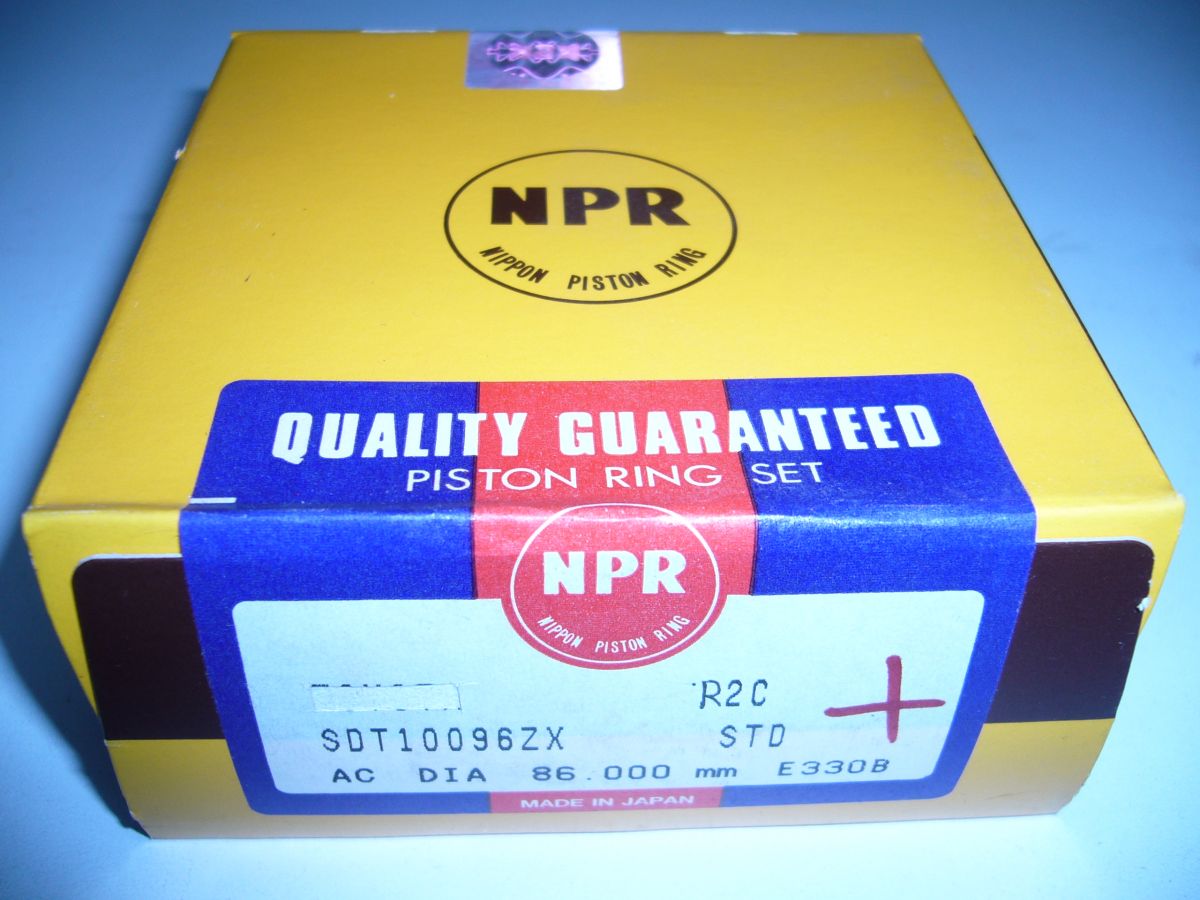 NPR
NIPPON PISTON RING
QUALITY GUARANTEED
PISTON RING SET
NPR
NIPPON PISTON RING
R2C
SDT10096ZX STD
AC DIA 86.000 mm E330B
MADE IN JAPAN